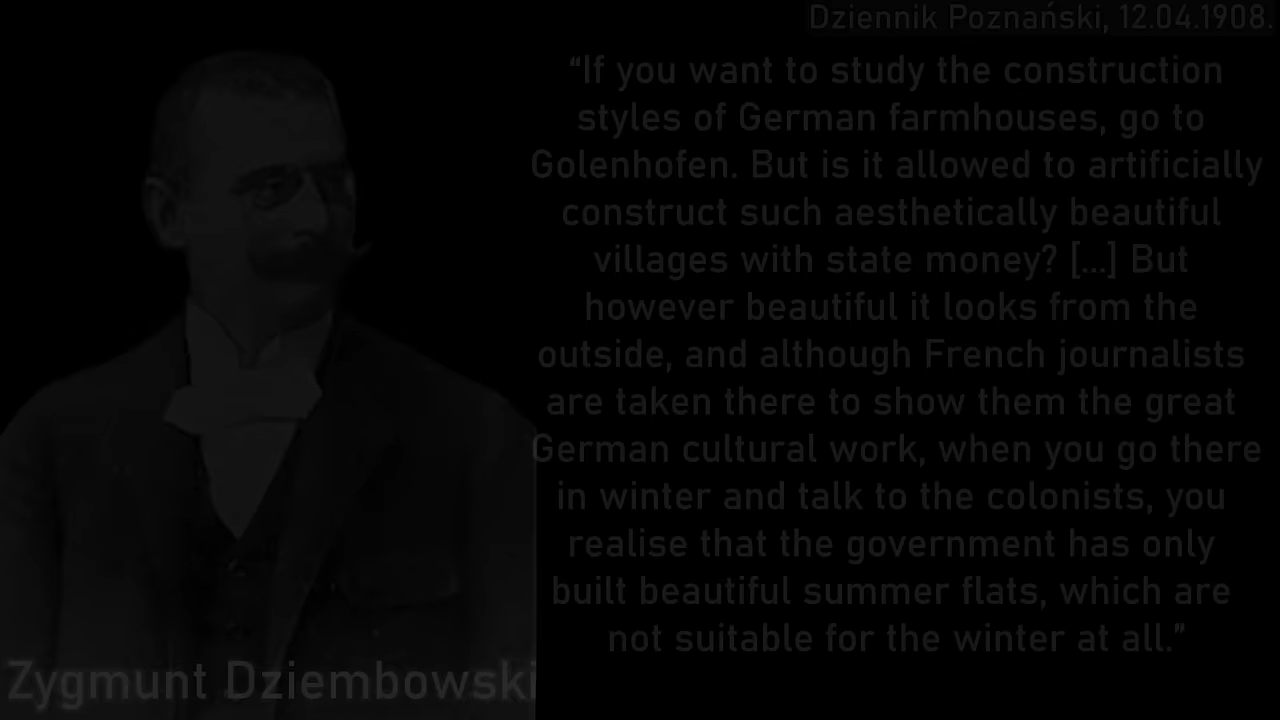 Dziennik Poznański, 12.04.1908.
“If you want to study the construction
styles of German farmhouses, go to
Golenhofen. But is it allowed to artificially
construct such aesthetically beautiful
villages with state money? [...] But
however beautiful it looks from the
outside, and although French journalists
are taken there to show them the great
German cultural work, when you go there
in winter and talk to the colonists, you
realise that the government has only
built beautiful summer flats, which are
not suitable for the winter at all.”
Zygmunt Dziembowski